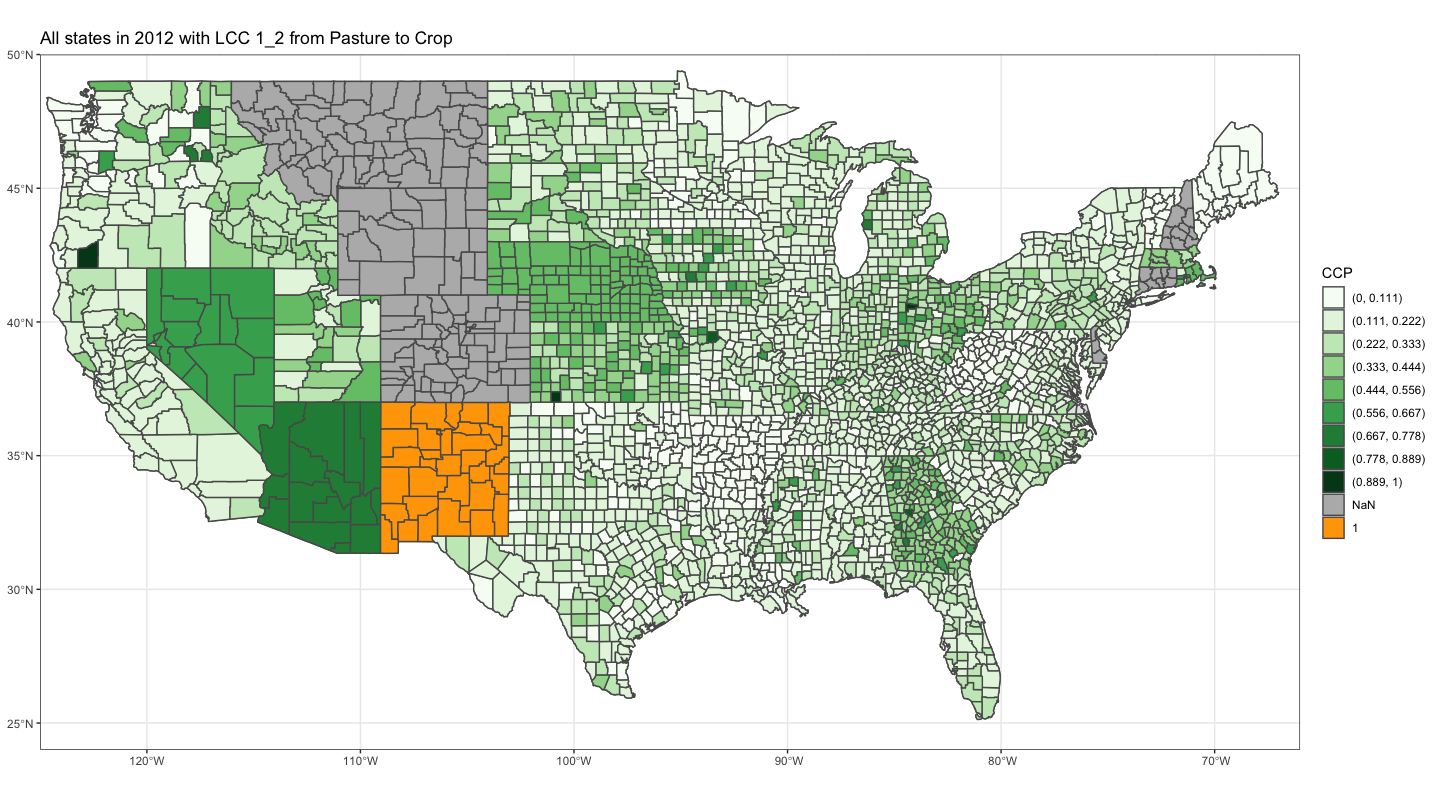 All states in 2012 with LCC 1_2 from Pasture to Crop
50°N
45°N
40°N
35°N
30°N
25°N
120°W
110°W
100°W
90°W
80°W
70°W
CCP
(0, 0.111)
(0.111, 0.222)
(0.222, 0.333)
(0.333, 0.444)
(0.444, 0.556)
(0.556, 0.667)
(0.667, 0.778)
(0.778, 0.889)
(0.889, 1)
NaN
1